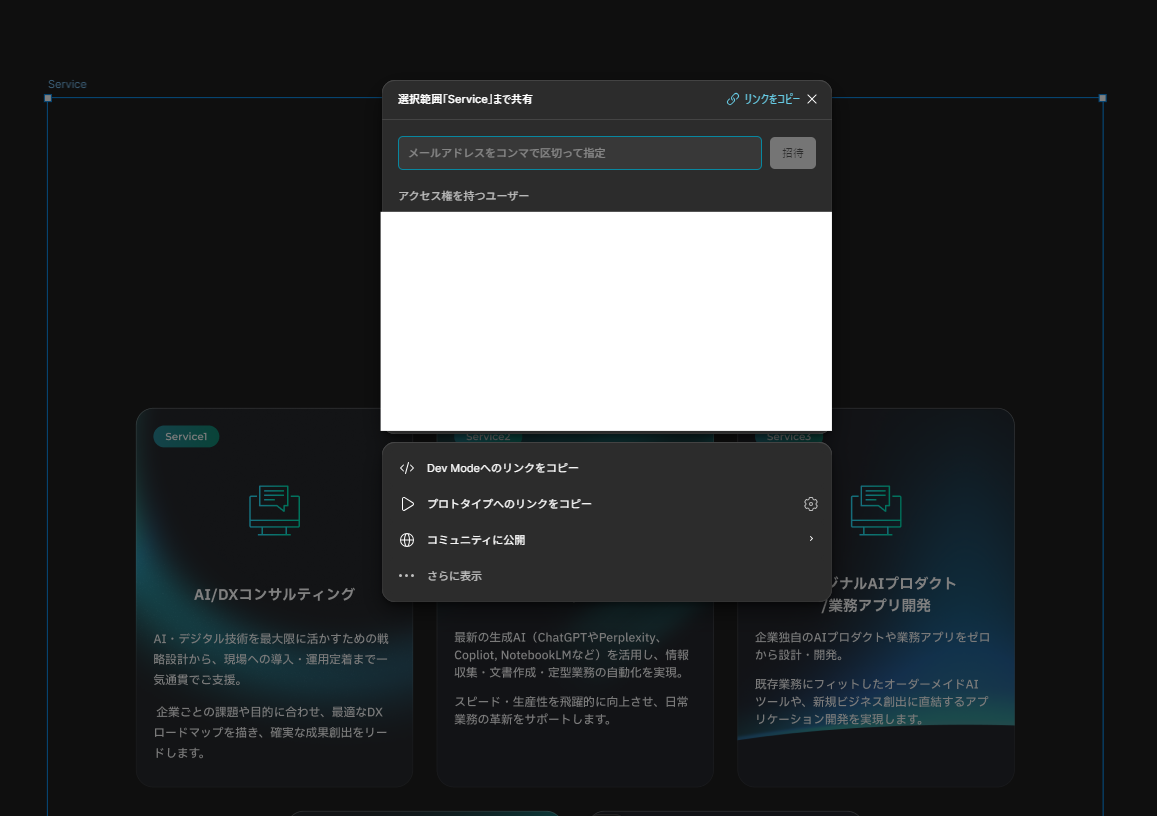 Service
選択範囲「Service」まで共有
リンクをコピー
メールアドレスをコンマで区切って指定
招待
アクセス権を持つユーザー
Service1
Service2
Service3
Dev Modeへのリンクをコピー
プロトタイプへのリンクをコピー
コミュニティに公開
さらに表示
AI/DXコンサルティング
AI・デジタル技術を最大限に活かすための戦
略設計から、現場への導入・運用定着まで一
気通貫でご支援。
企業ごとの課題や目的に合わせ、最適なDX
ロードマップを描き、確実な成果創出をリー
ドします。
最新の生成AI（ChatGPTやPerplexity、
Copliot, NotebookLMなど）を活用し、情報
収集・文書作成・定型業務の自動化を実現。
スピード・生産性を飛躍的に向上させ、日常
業務の革新をサポートします。
ジナルAIプロダクト
/業務アプリ開発
企業独自のAIプロダクトや業務アプリをゼロ
から設計・開発。
既存業務にフィットしたオーダーメイドAI
ツールや、新規ビジネス創出に直結するアプ
リケーション開発を実現します。